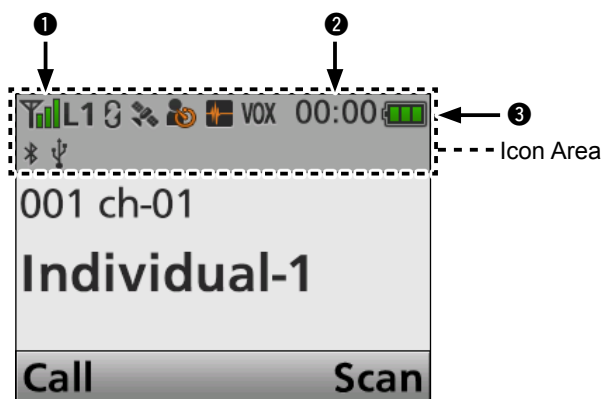 ❶ ❷
L1 VOX 00:00 ❸
Icon Area
001 ch-01
Individual-1
Call Scan